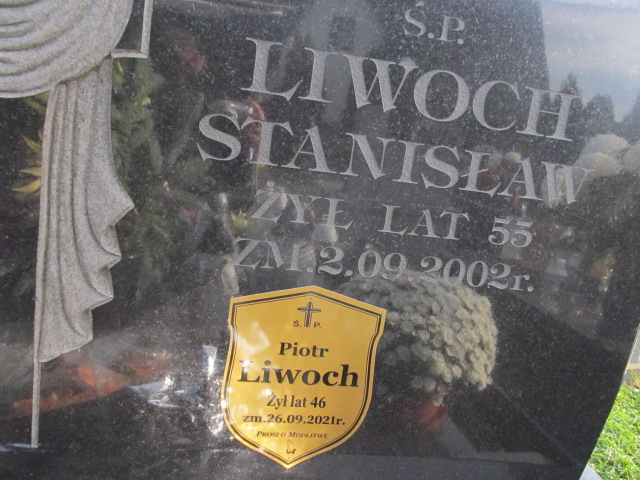 Ś.P.
LIWOCH
STANISŁAW
ŻYŁ LAT 55
ZM. 2.09.2002r.
Ś. P.
Piotr
Liwoch
Żył lat 46
zm.26.09.2021r.
PROSI O MODLITWĘ